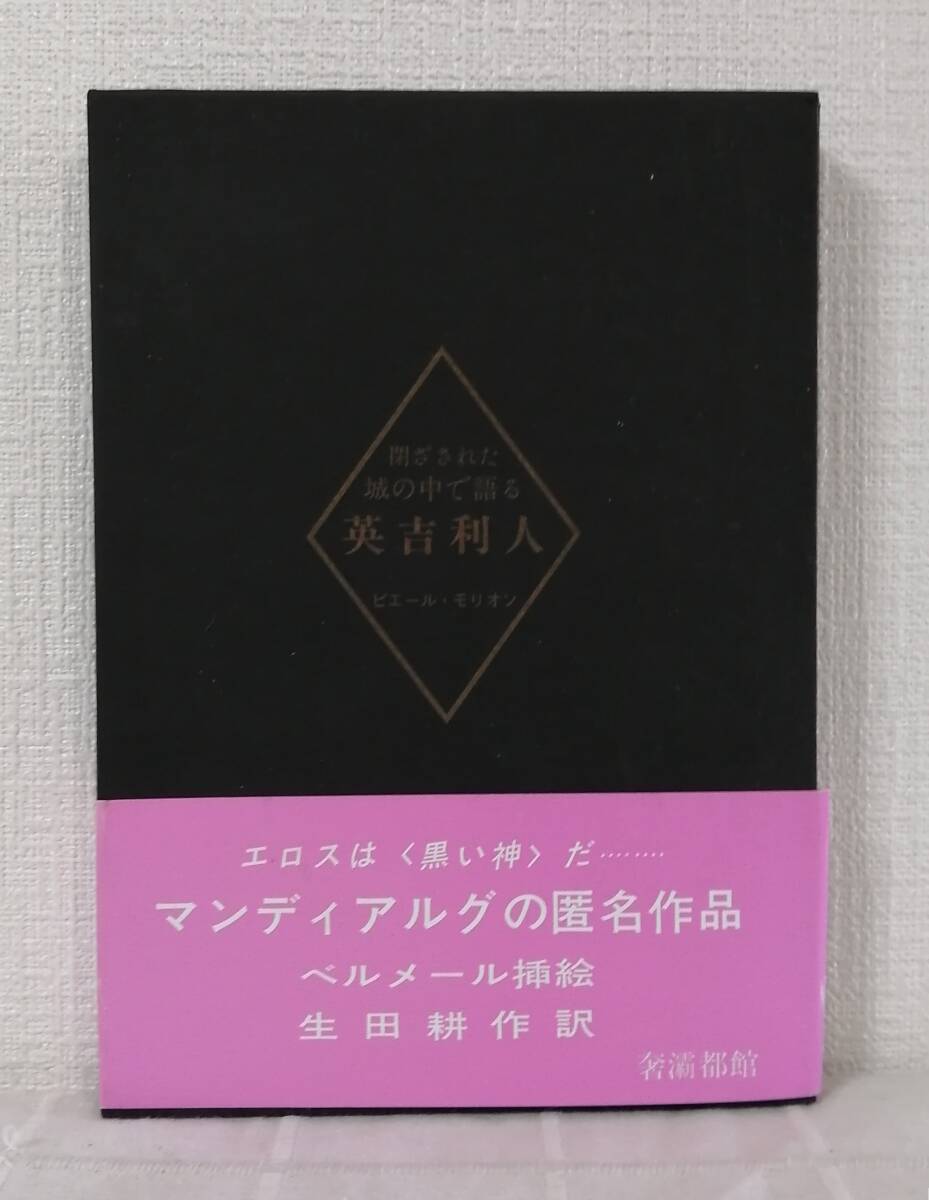 閉ざされた
城の中で語る
英吉利人
ピエール・モリオン
エロスは〈黒い神〉だ………
マンディアルグの匿名作品
ベルメール挿絵
生田耕作訳
奢灞都館